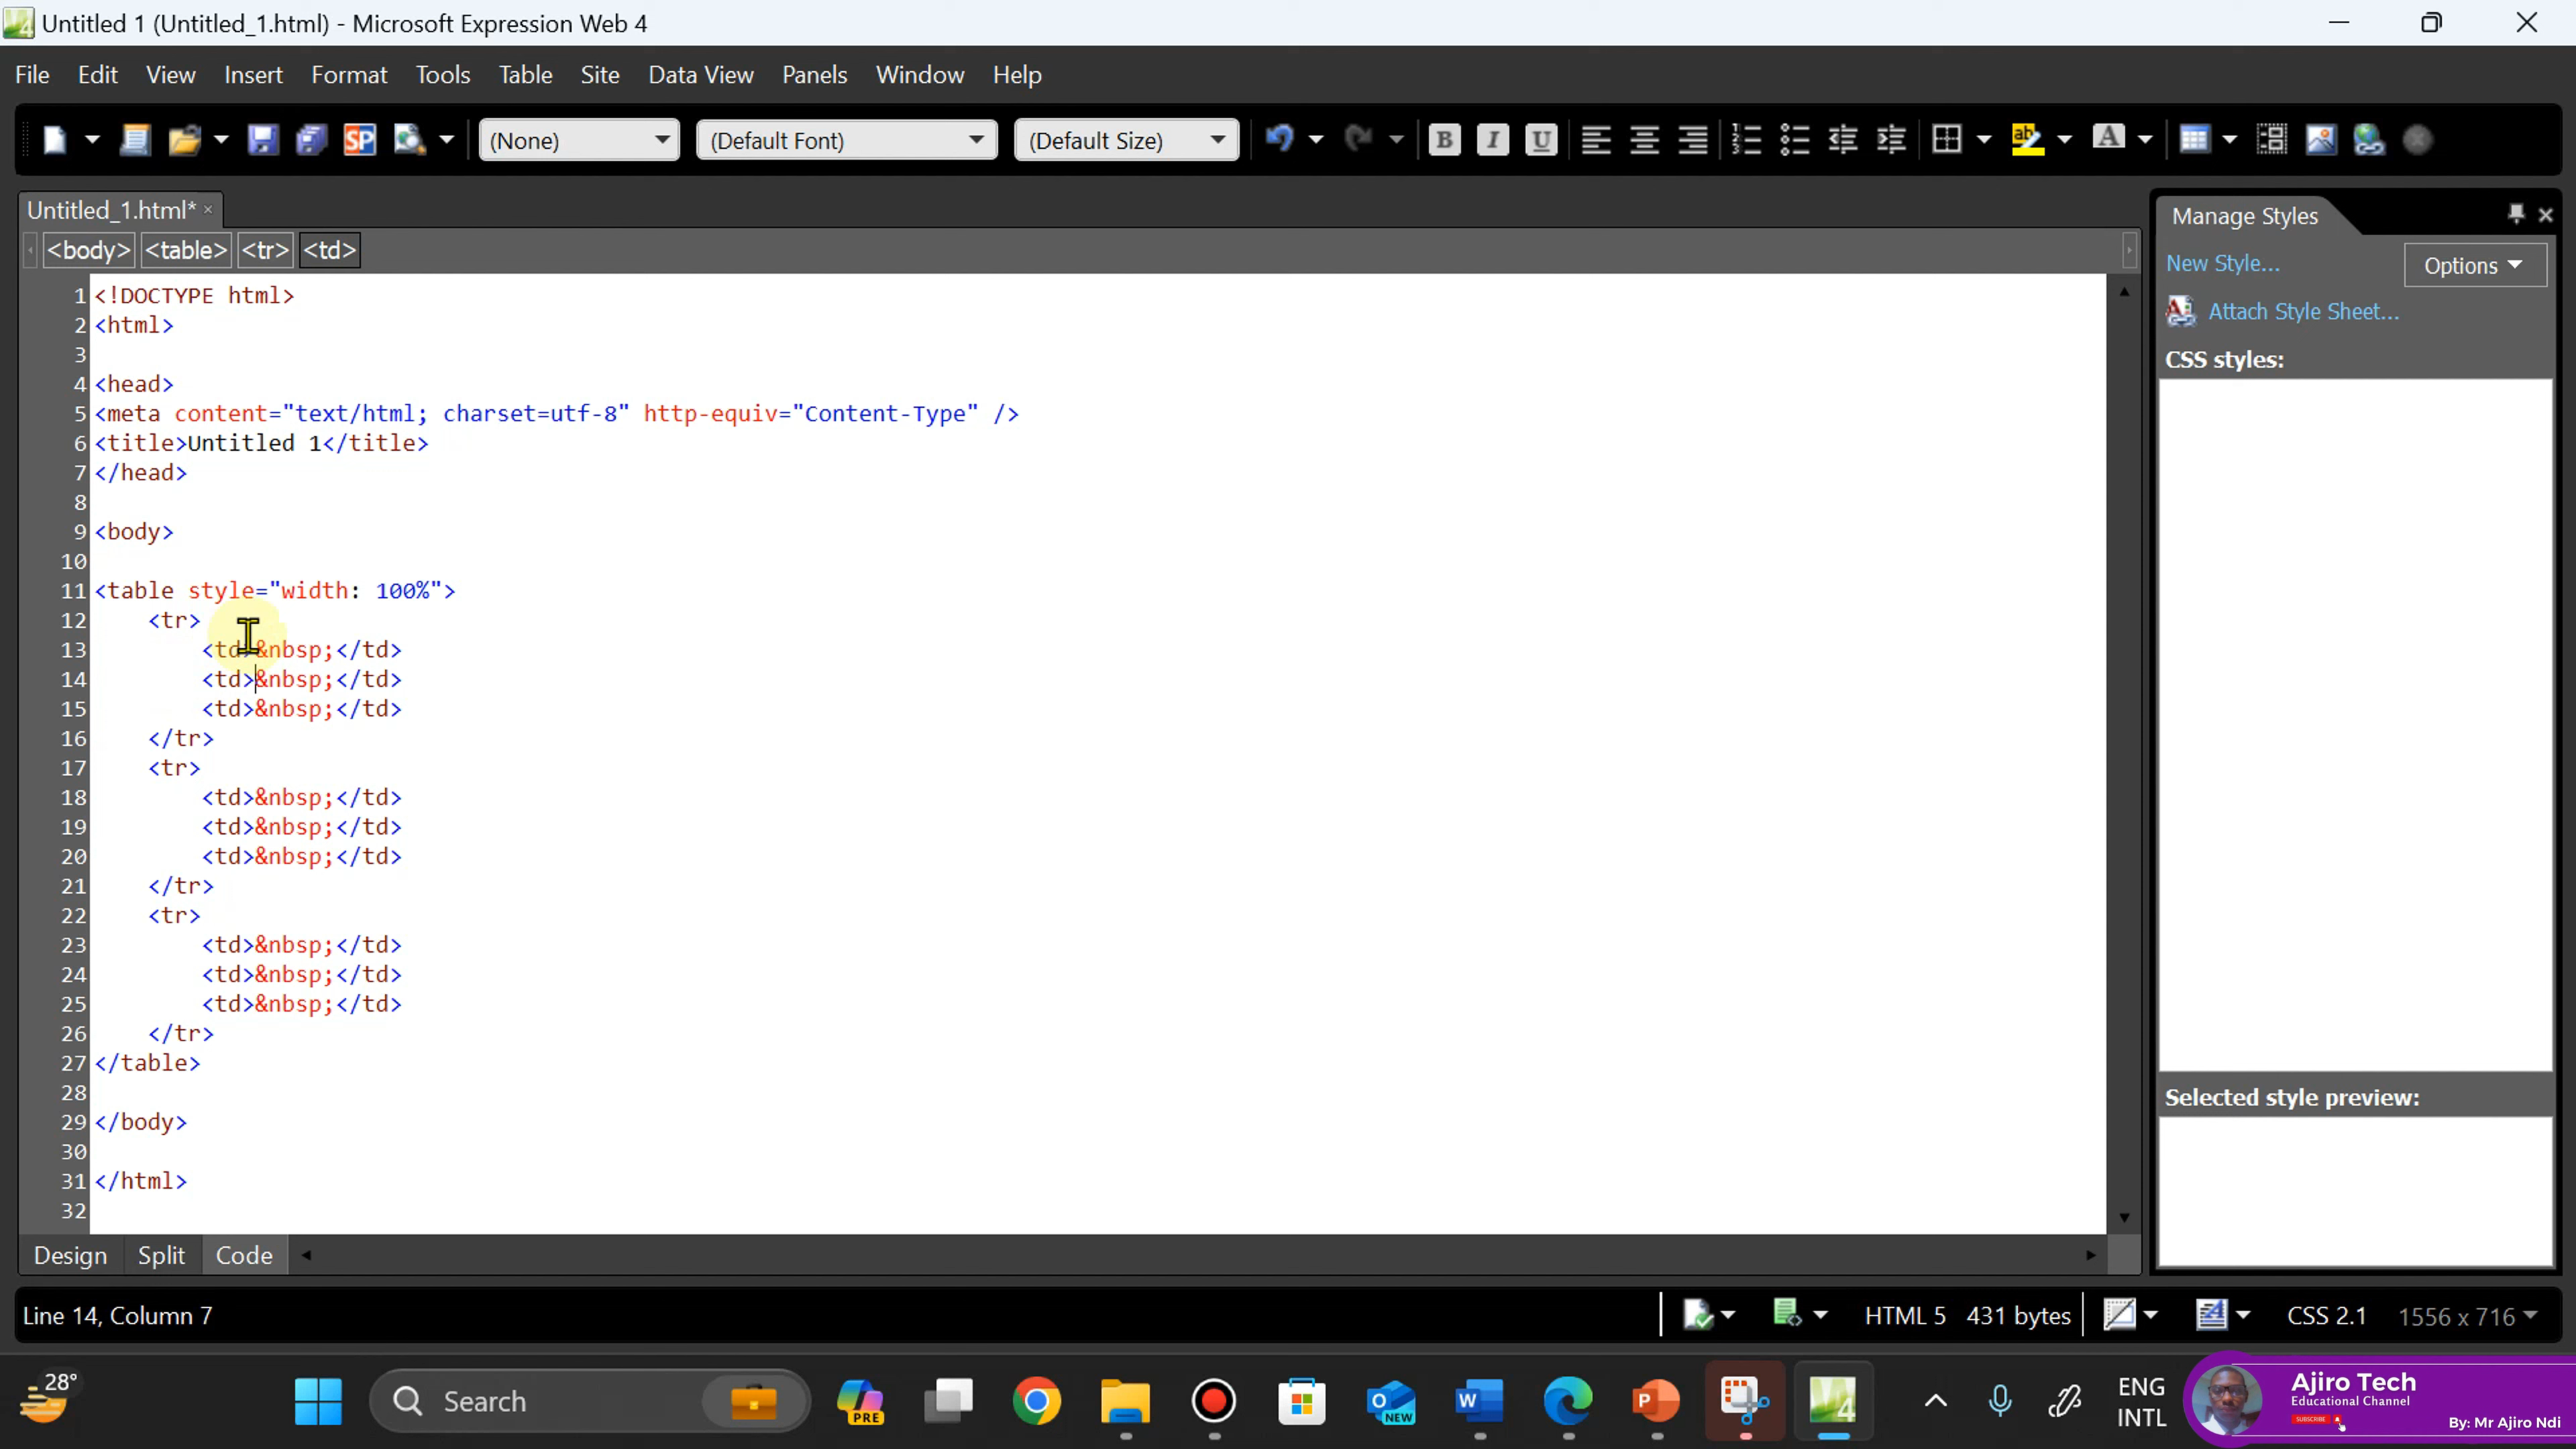 Untitled 1 (Untitled_1.html) - Microsoft Expression Web 4
File Edit View Insert Format Tools Table Site Data View Panels Window Help
(None) (Default Font) (Default Size)
Untitled_1.html*
<body> <table> <tr> <td>
1 <!DOCTYPE html>
2 <html>
3
4 <head>
5 <meta content="text/html; charset=utf-8" http-equiv="Content-Type" />
6 <title>Untitled 1</title>
7 </head>
8
9 <body>
10
11 <table style="width: 100%">
12 <tr>
13 <td>&nbsp;</td>
14 <td>&nbsp;</td>
15 <td>&nbsp;</td>
16 </tr>
17 <tr>
18 <td>&nbsp;</td>
19 <td>&nbsp;</td>
20 <td>&nbsp;</td>
21 </tr>
22 <tr>
23 <td>&nbsp;</td>
24 <td>&nbsp;</td>
25 <td>&nbsp;</td>
26 </tr>
27 </table>
28
29 </body>
30
31 </html>
32
Design Split Code
Manage Styles
New Style... Options
Attach Style Sheet...
CSS styles:
Selected style preview:
Line 14, Column 7
HTML 5 431 bytes CSS 2.1 1556 x 716
28°
Search
PRE
NEW
ENG
INTL
Ajiro Tech
Educational Channel
SUBSCRIBE
By: Mr Ajiro Ndi